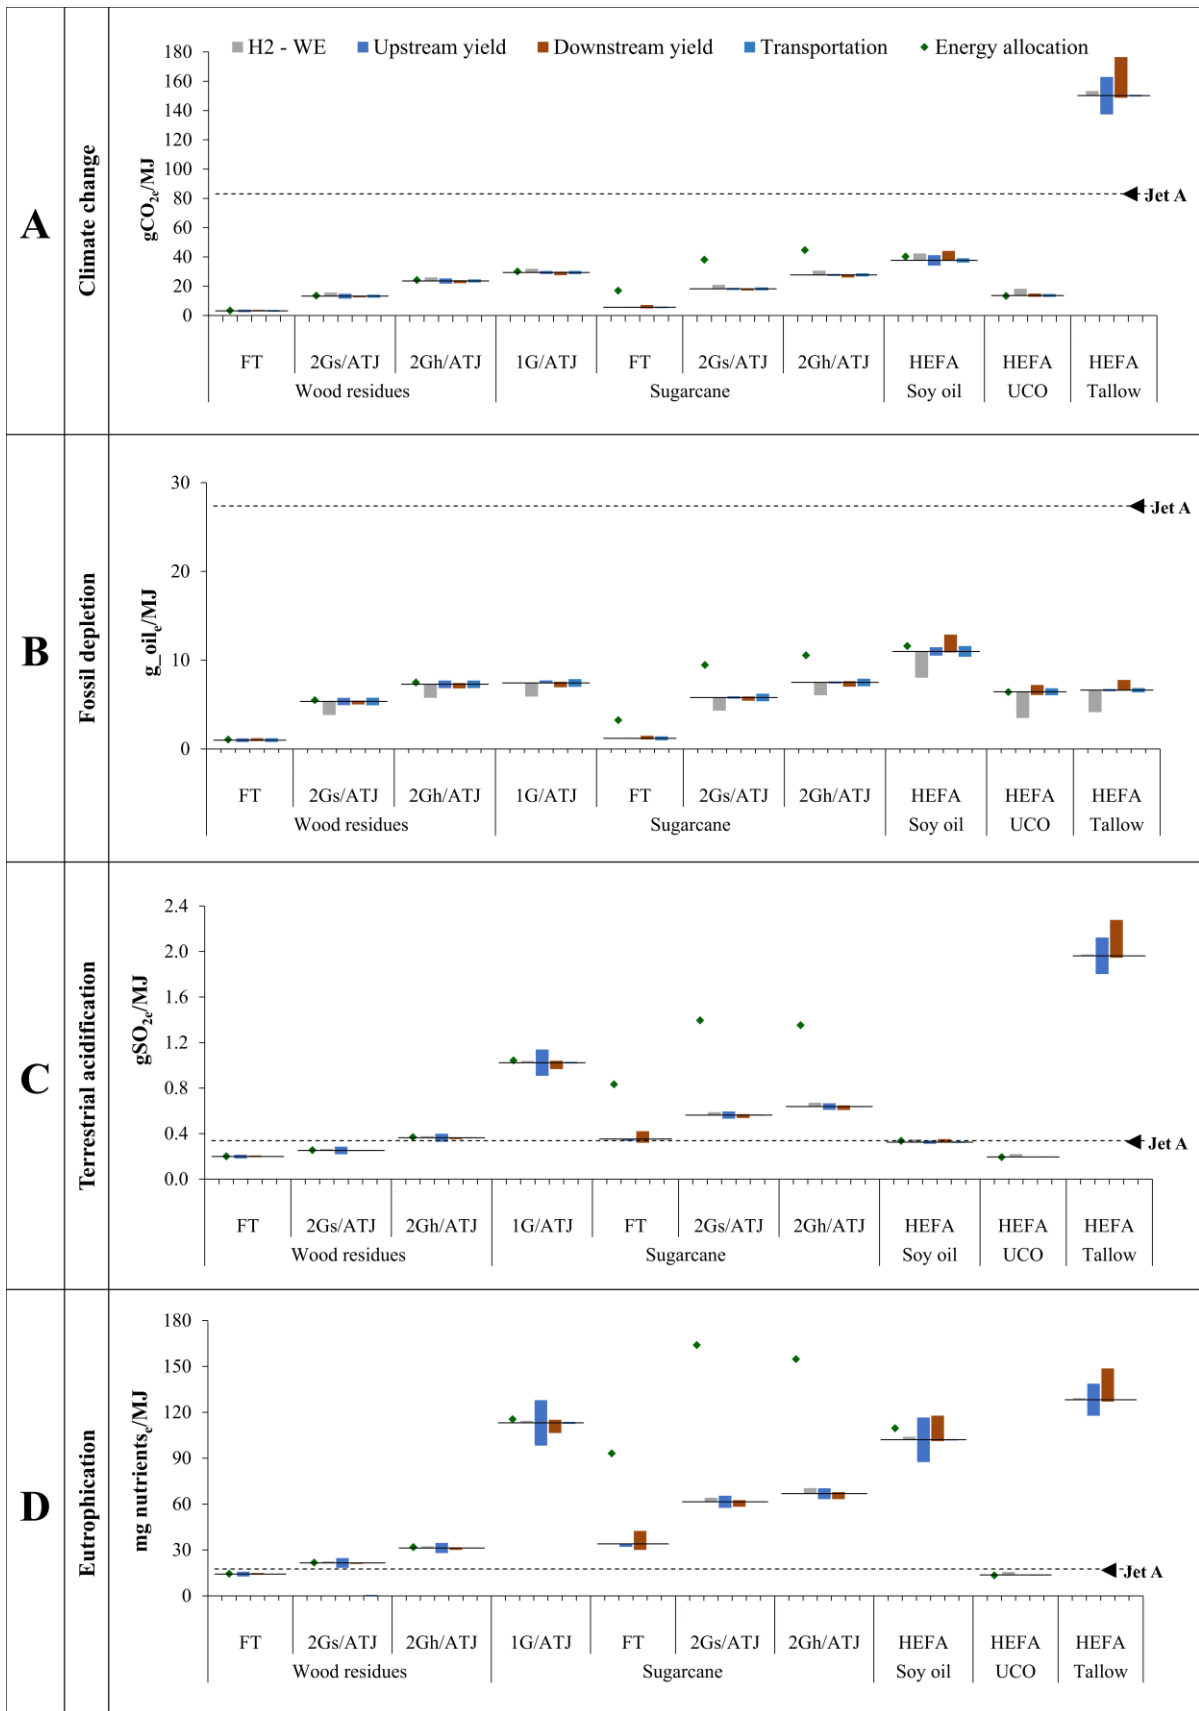 A
Climate change
gCO2e/MJ
H2 - WE Upstream yield Downstream yield Transportation Energy allocation
180
160
140
120
100
80
60
40
20
0
Jet A
FT 2Gs/ATJ 2Gh/ATJ 1G/ATJ FT 2Gs/ATJ 2Gh/ATJ HEFA HEFA HEFA
Wood residues Sugarcane Soy oil UCO Tallow
B
Fossil depletion
g_oile/MJ
30
20
10
0
Jet A
FT 2Gs/ATJ 2Gh/ATJ 1G/ATJ FT 2Gs/ATJ 2Gh/ATJ HEFA HEFA HEFA
Wood residues Sugarcane Soy oil UCO Tallow
C
Terrestrial acidification
gSO2e/MJ
2.4
2.0
1.6
1.2
0.8
0.4
0.0
Jet A
FT 2Gs/ATJ 2Gh/ATJ 1G/ATJ FT 2Gs/ATJ 2Gh/ATJ HEFA HEFA HEFA
Wood residues Sugarcane Soy oil UCO Tallow
D
Eutrophication
mg nutrientse/MJ
180
150
120
90
60
30
0
Jet A
FT 2Gs/ATJ 2Gh/ATJ 1G/ATJ FT 2Gs/ATJ 2Gh/ATJ HEFA HEFA HEFA
Wood residues Sugarcane Soy oil UCO Tallow